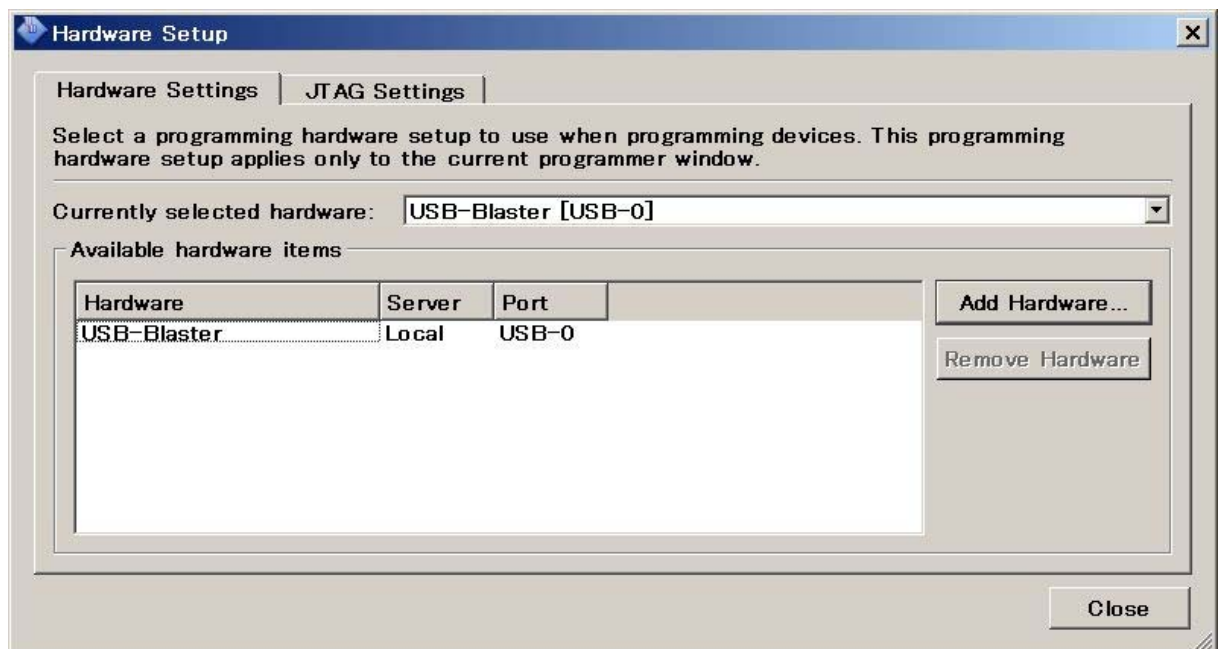 Hardware Setup
Hardware Settings
JTAG Settings
Select a programming hardware setup to use when programming devices. This programming
hardware setup applies only to the current programmer window.
Currently selected hardware:
USB-Blaster [USB-0]
Available hardware items
Hardware Server Port
USB-Blaster Local USB-0
Add Hardware...
Remove Hardware
Close